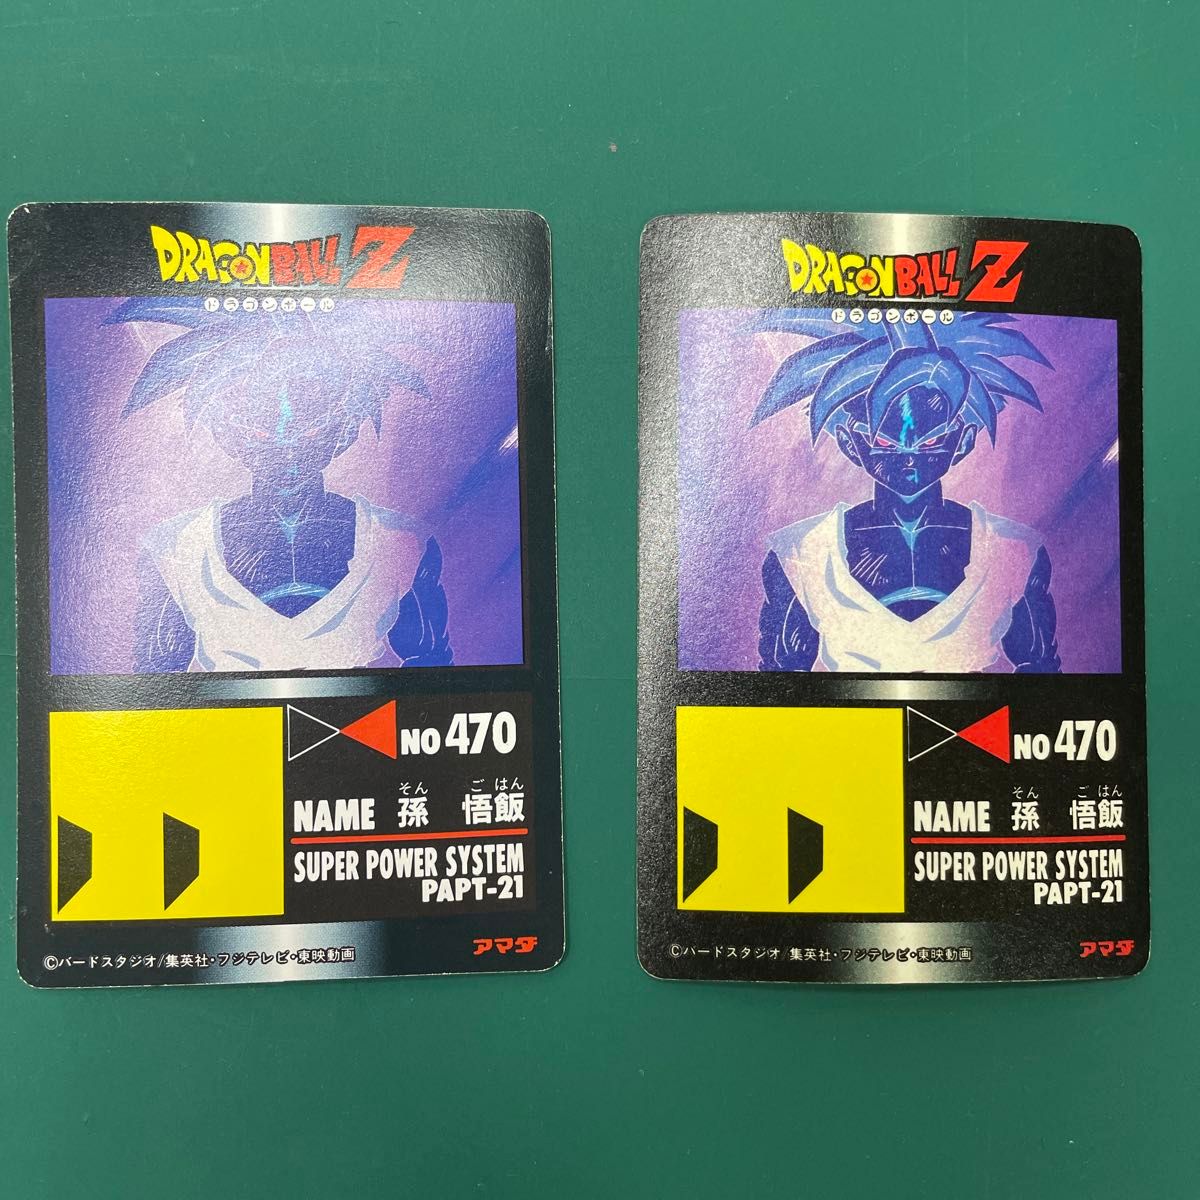 DRAGON BALL Z
ドラゴンボール
NO 470
そん ご はん
NAME 孫 悟飯
SUPER POWER SYSTEM
PAPT-21
©バードスタジオ/集英社・フジテレビ・東映動画
アマダ
DRAGON BALL Z
ドラゴンボール
NO 470
そん ご はん
NAME 孫 悟飯
SUPER POWER SYSTEM
PAPT-21
©バードスタジオ/集英社・フジテレビ・東映動画
アマダ